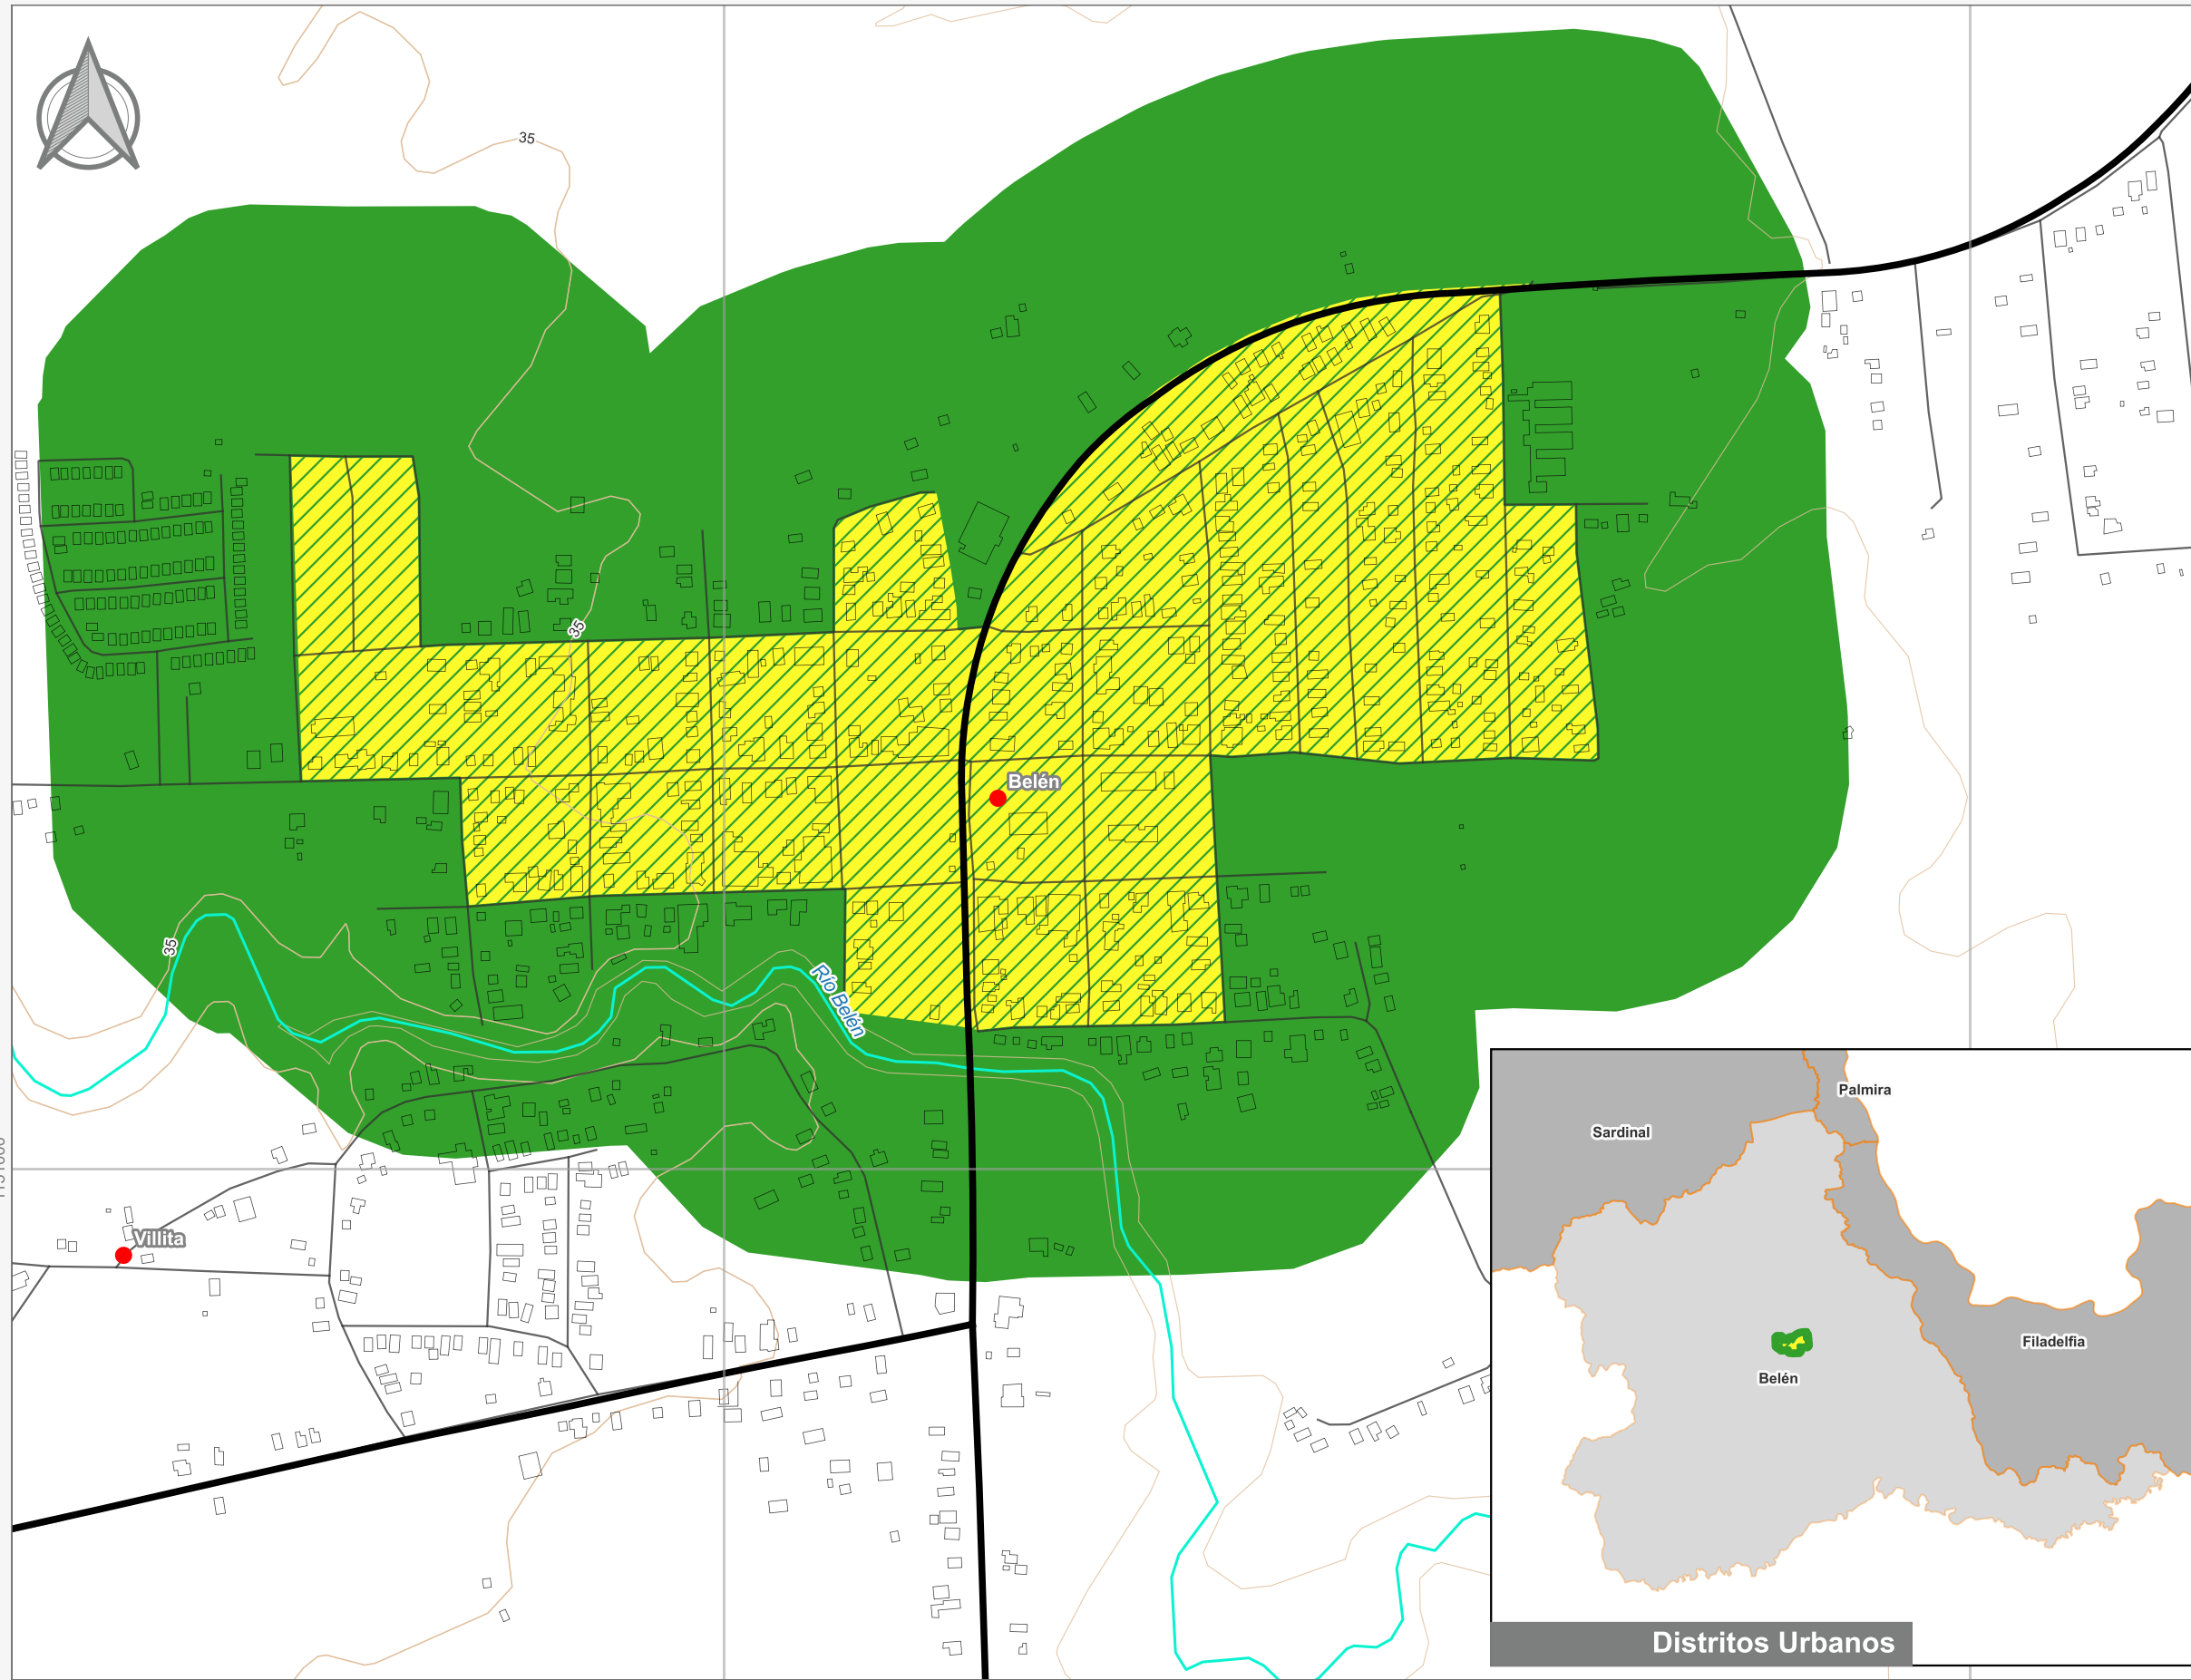 35
35
Belén
35
Río Belén
Villita
Palmira
Sardinal
Filadelfia
Belén
Distritos Urbanos